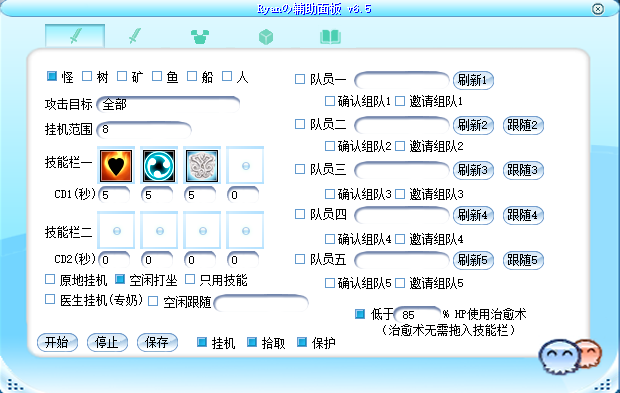 Ryanの辅助面板 v6.5
怪 树 矿 鱼 船 人
攻击目标 全部
挂机范围 8
技能栏一
CD1(秒) 5 5 5 0
技能栏二
CD2(秒) 0 0 0 0
原地挂机 空闲打坐 只用技能
医生挂机(专奶) 空闲跟随
开始 停止 保存 挂机 拾取 保护
队员一 刷新1
确认组队1 邀请组队1
队员二 刷新2 跟随2
确认组队2 邀请组队2
队员三 刷新3 跟随3
确认组队3 邀请组队3
队员四 刷新4 跟随4
确认组队4 邀请组队4
队员五 刷新5 跟随5
确认组队5 邀请组队5
低于 85 % HP使用治愈术
(治愈术无需拖入技能栏)